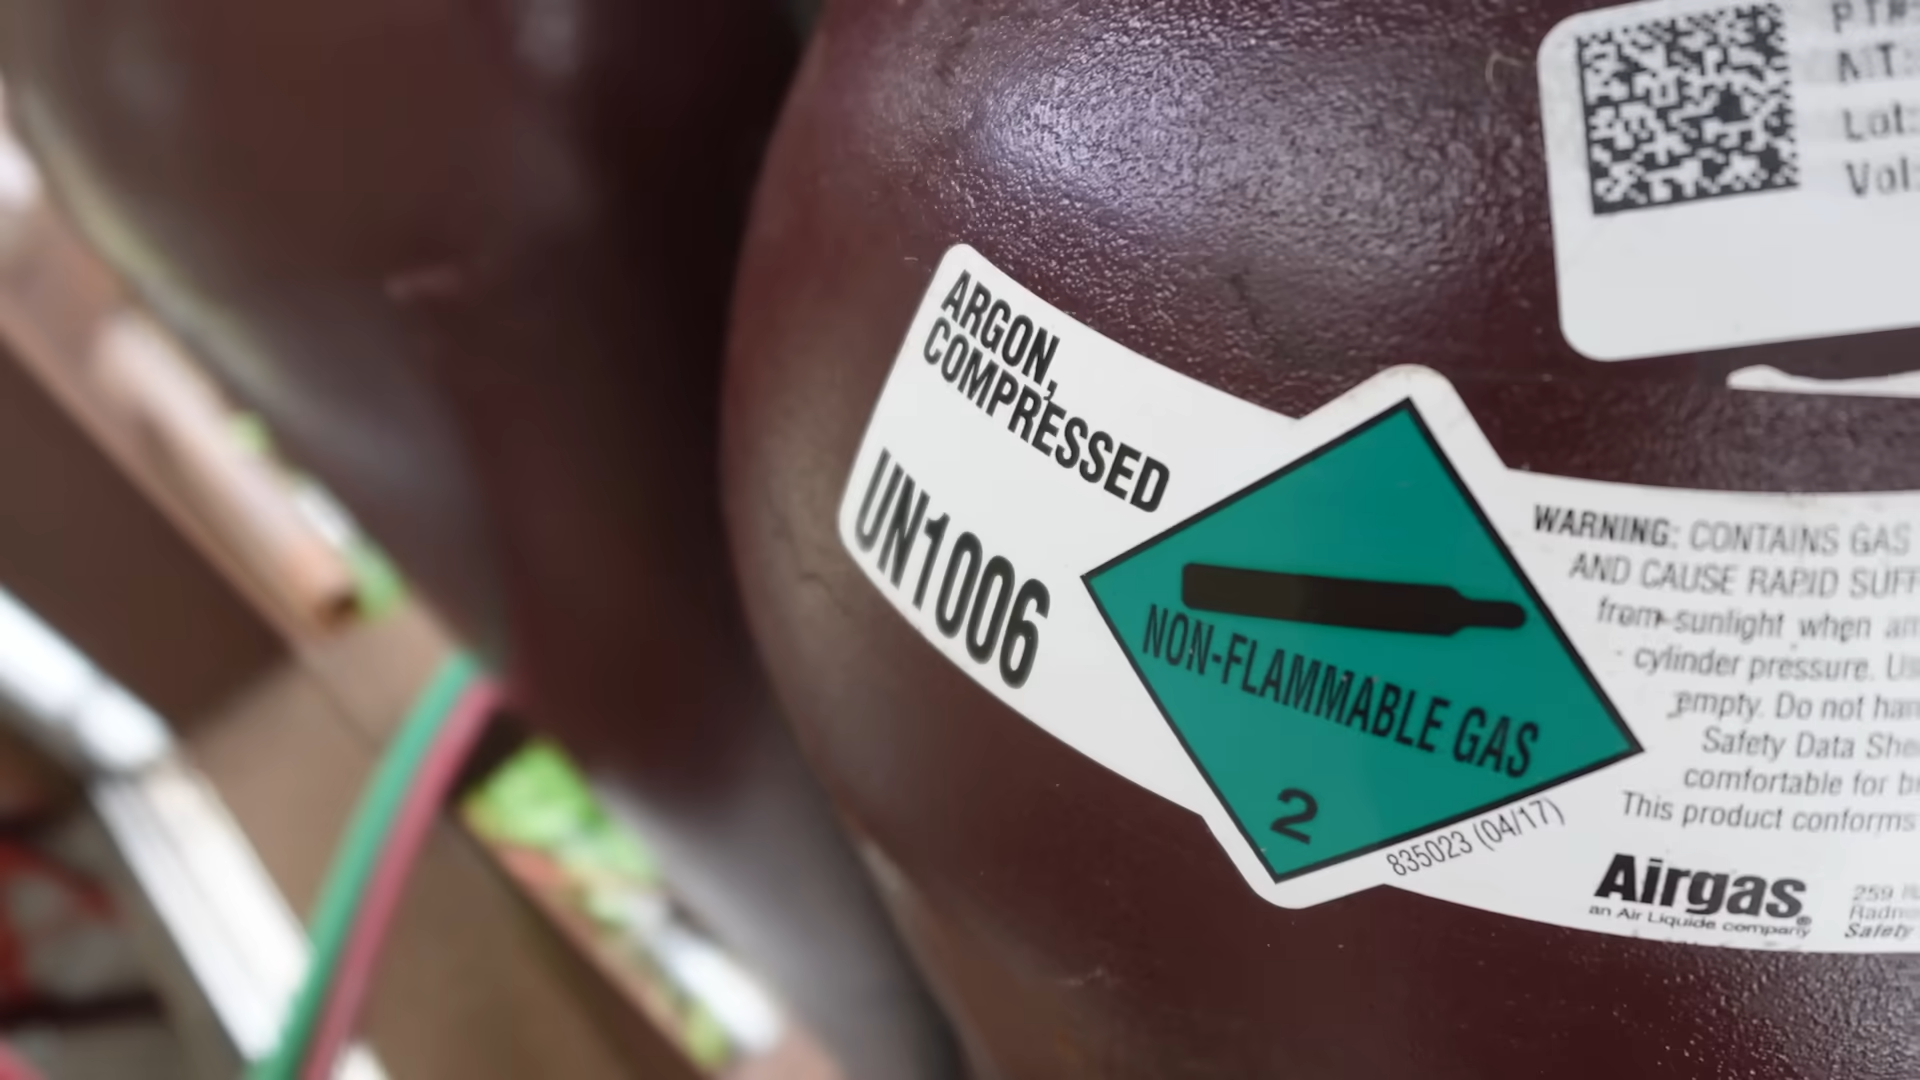 Lot:
Vol:
ARGON,
COMPRESSED
UN1006
NON-FLAMMABLE GAS
2
835023 (04/17)
WARNING: CONTAINS GAS
AND CAUSE RAPID SUFF
from sunlight when
cylinder pressure.
empty. Do not
Safety Data
comfortable for
This product conforms
Airgas®
an Air Liquide company
259
Safety